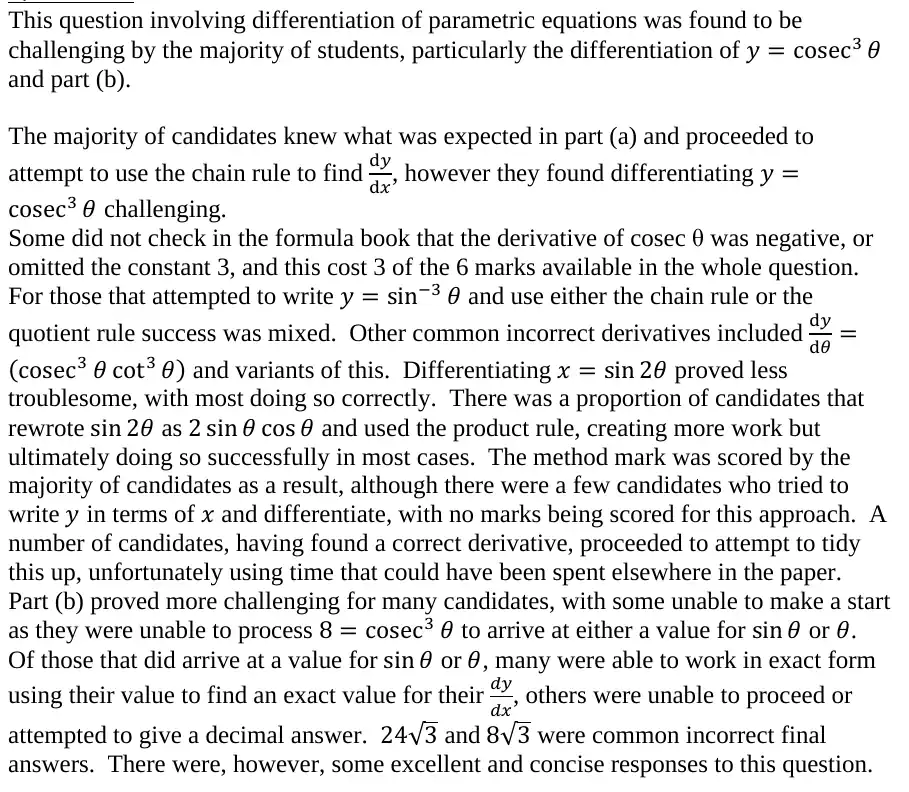 This question involving differentiation of parametric equations was found to be
challenging by the majority of students, particularly the differentiation of y = cosec³ θ
and part (b).
The majority of candidates knew what was expected in part (a) and proceeded to
attempt to use the chain rule to find dy/dx, however they found differentiating y =
cosec³ θ challenging.
Some did not check in the formula book that the derivative of cosec θ was negative, or
omitted the constant 3, and this cost 3 of the 6 marks available in the whole question.
For those that attempted to write y = sin⁻³ θ and use either the chain rule or the
quotient rule success was mixed.  Other common incorrect derivatives included dy/dθ =
(cosec³ θ cot³ θ) and variants of this.  Differentiating x = sin 2θ proved less
troublesome, with most doing so correctly.  There was a proportion of candidates that
rewrote sin 2θ as 2 sin θ cos θ and used the product rule, creating more work but
ultimately doing so successfully in most cases.  The method mark was scored by the
majority of candidates as a result, although there were a few candidates who tried to
write y in terms of x and differentiate, with no marks being scored for this approach.  A
number of candidates, having found a correct derivative, proceeded to attempt to tidy
this up, unfortunately using time that could have been spent elsewhere in the paper.
Part (b) proved more challenging for many candidates, with some unable to make a start
as they were unable to process 8 = cosec³ θ to arrive at either a value for sin θ or θ.
Of those that did arrive at a value for sin θ or θ, many were able to work in exact form
using their value to find an exact value for their dy/dx, others were unable to proceed or
attempted to give a decimal answer.  24√3 and 8√3 were common incorrect final
answers.  There were, however, some excellent and concise responses to this question.